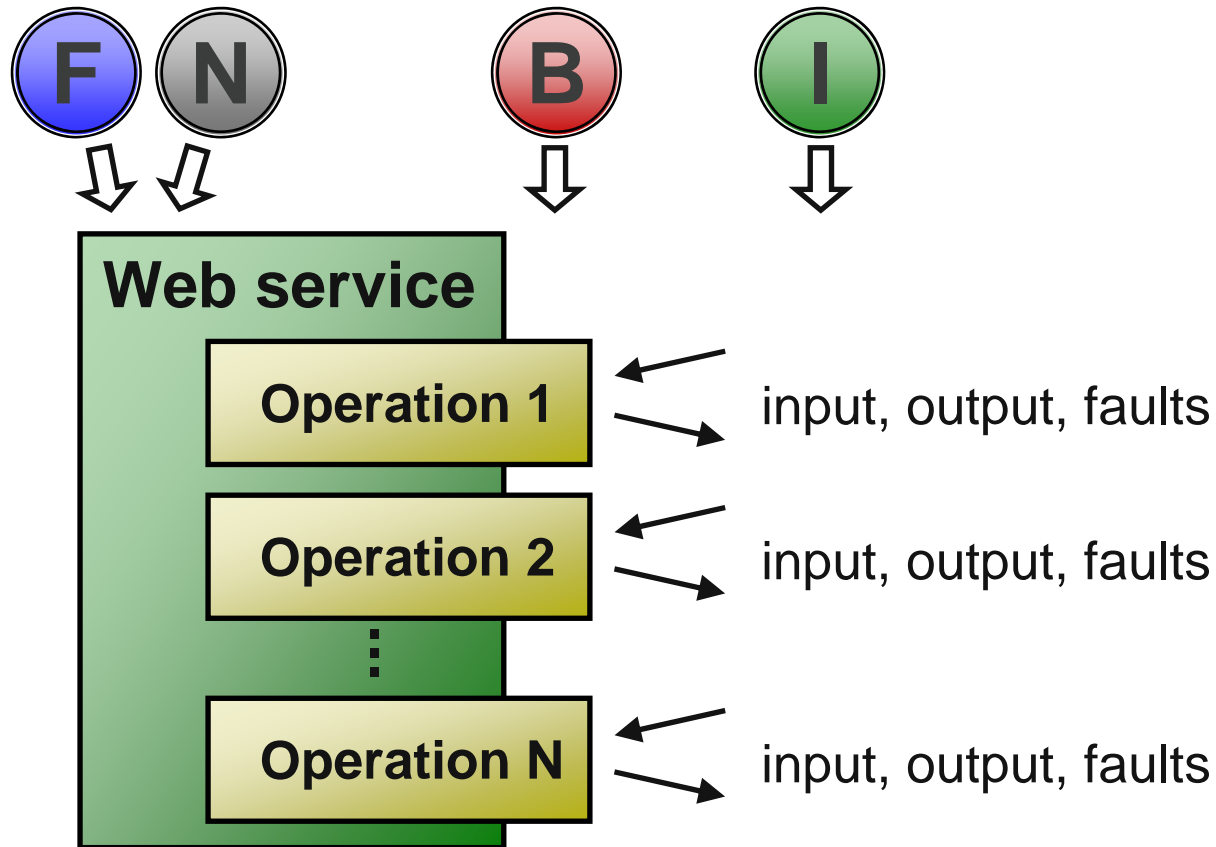 F N B I
Web service
Operation 1 input, output, faults
Operation 2 input, output, faults
Operation N input, output, faults